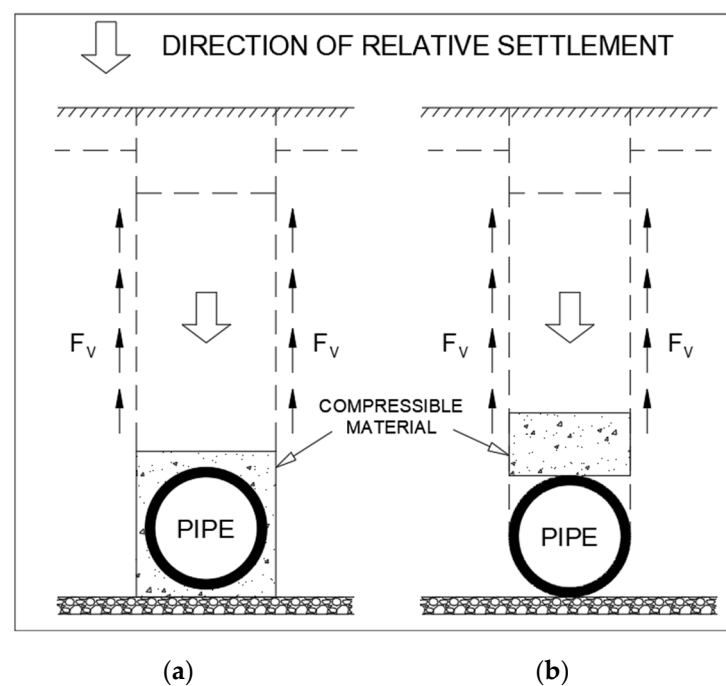 DIRECTION OF RELATIVE SETTLEMENT
F_V
F_V
F_V
F_V
COMPRESSIBLE
MATERIAL
PIPE
PIPE
(a)
(b)